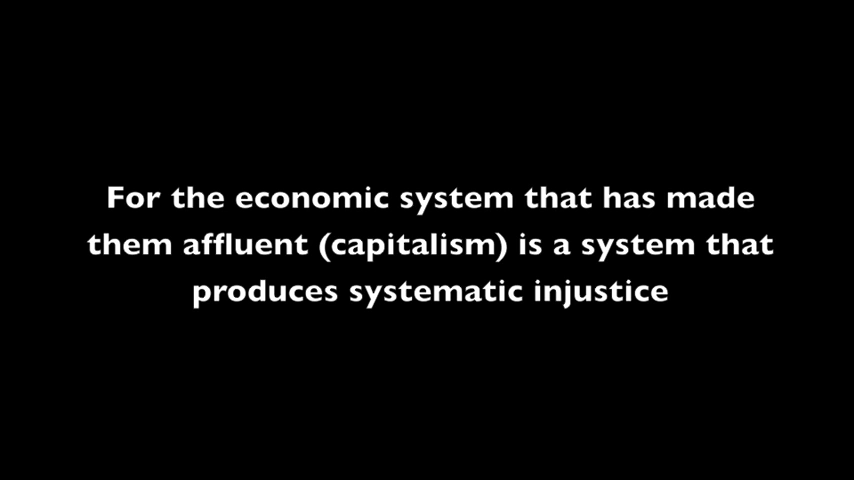 For the economic system that has made
them affluent (capitalism) is a system that
produces systematic injustice